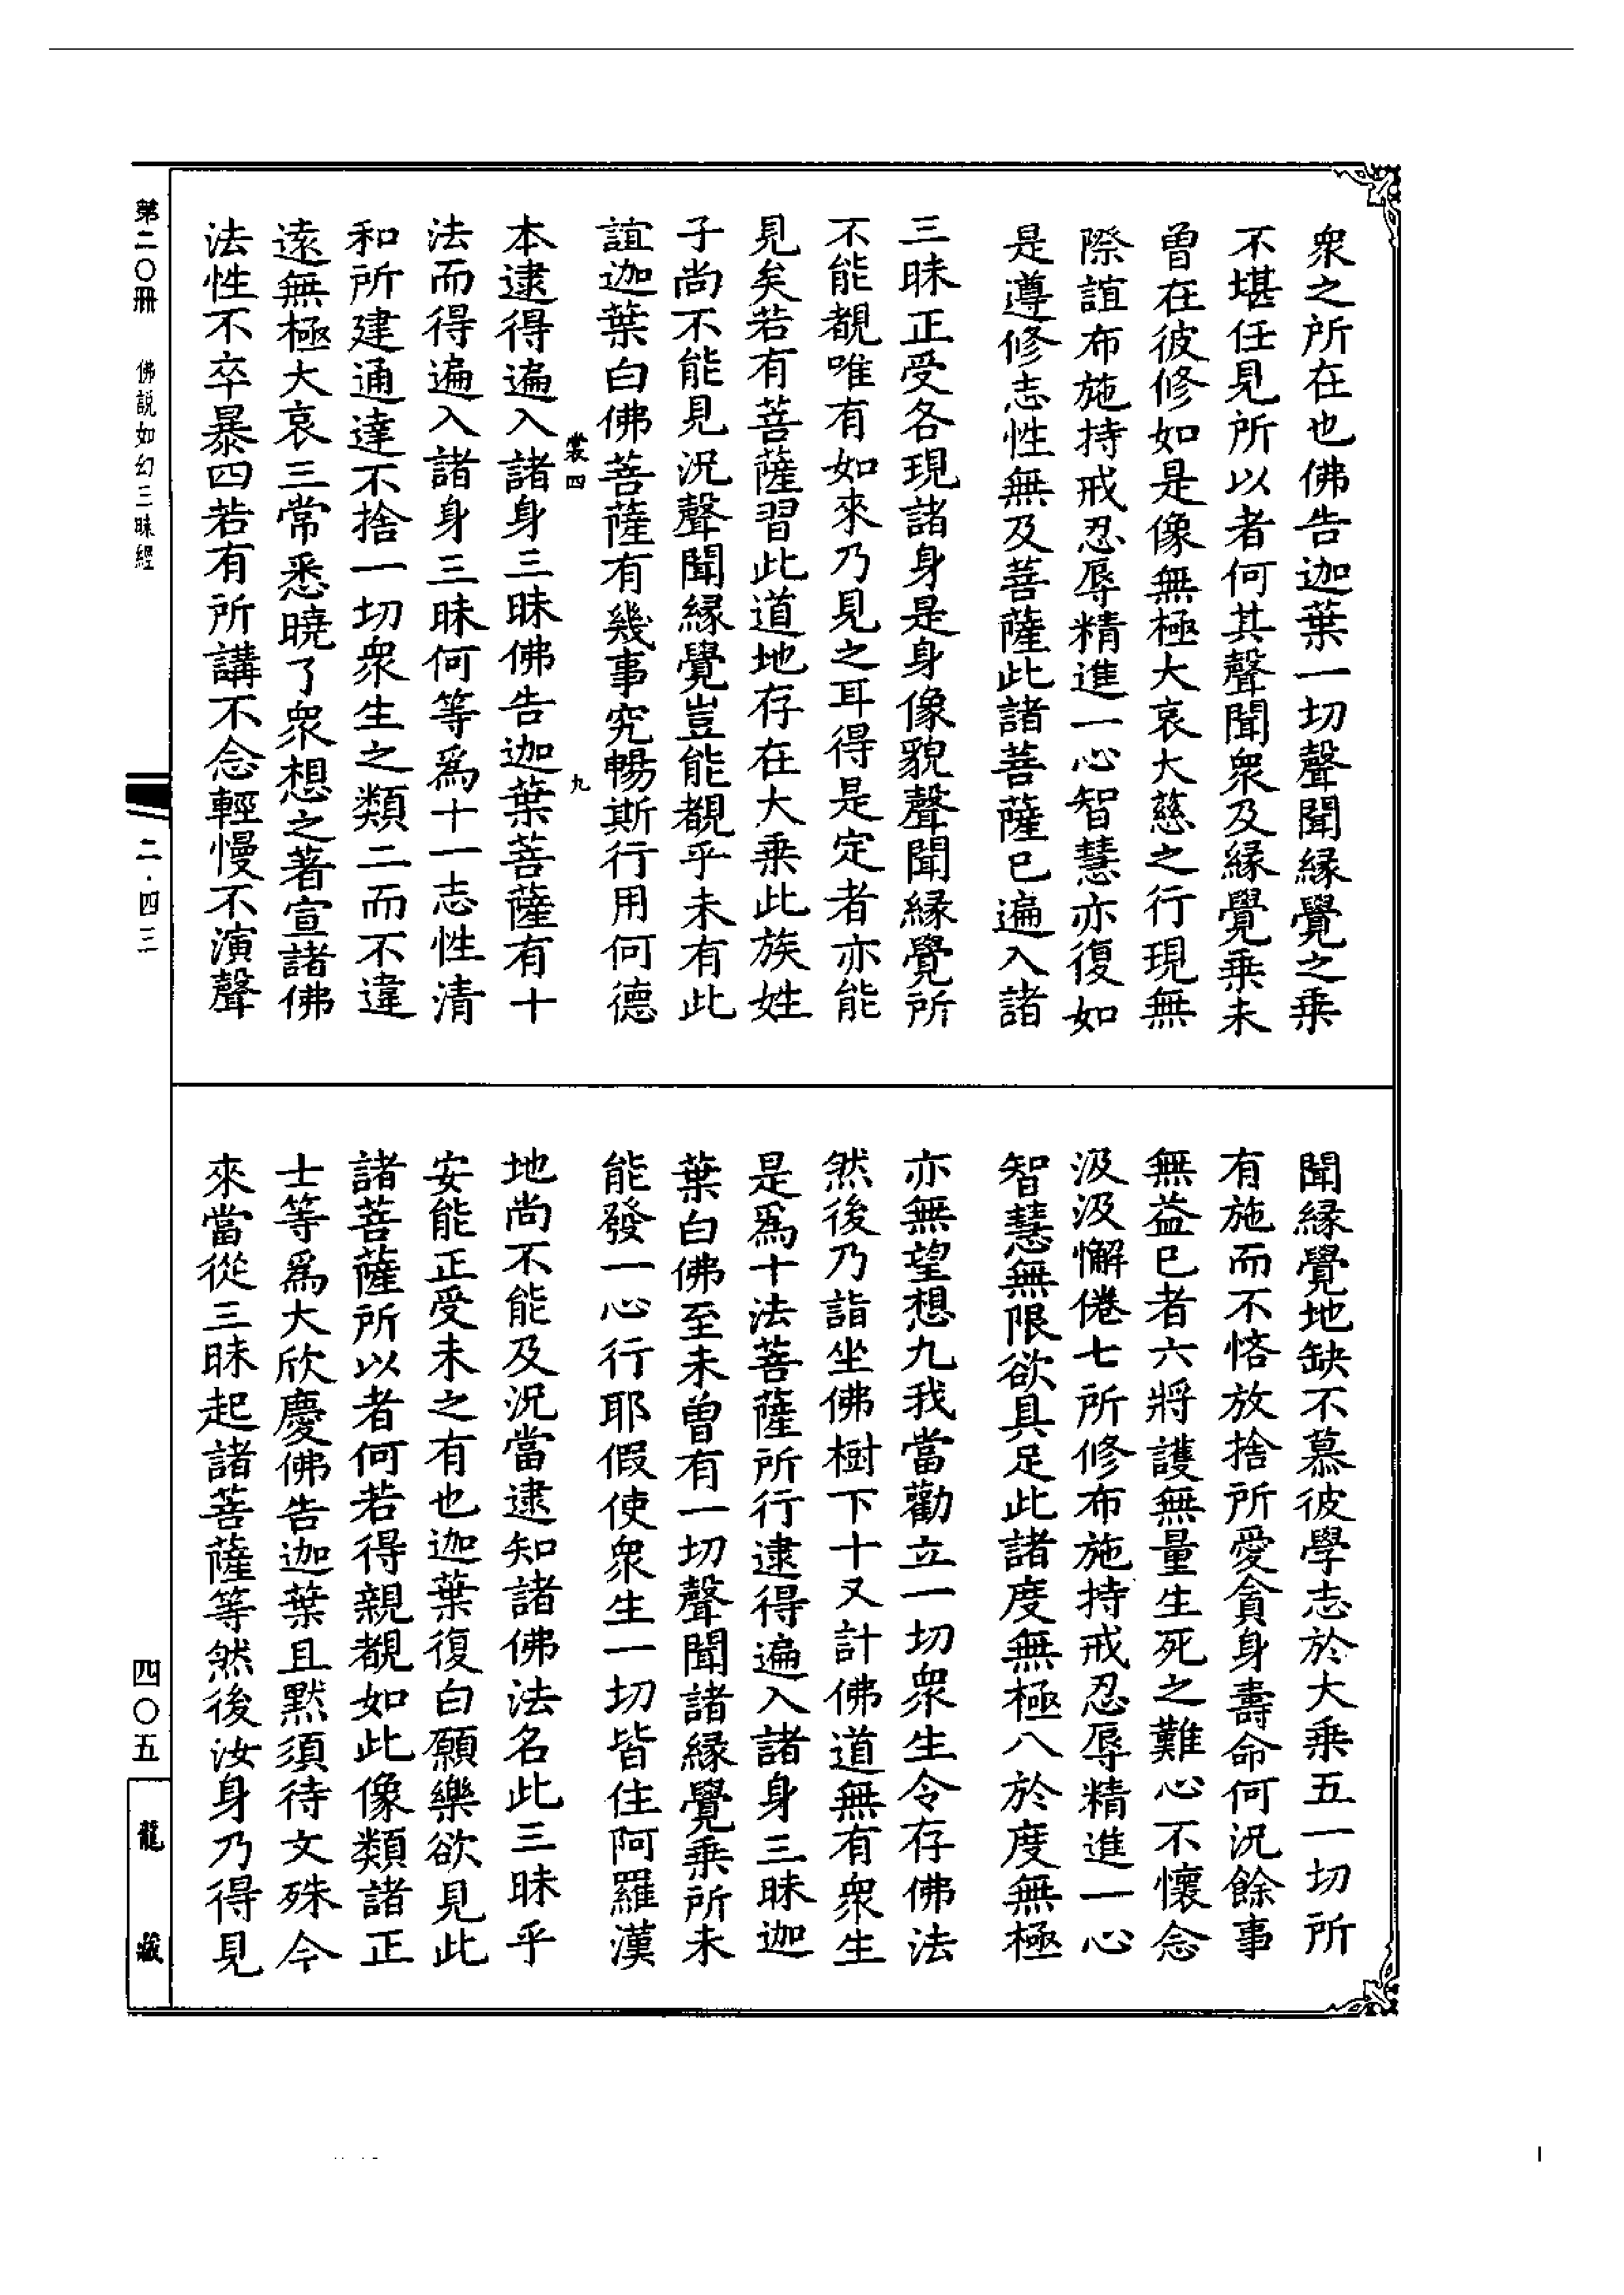 衆之所在也佛告迦葉一切聲聞縁覺之乗
不堪任見所以者何其聲聞衆及縁覺乗未
曽在彼修如是像無極大哀大慈之行現無
際誼布施持戒忍辱精進一心智慧亦復如
是遵修志性無及菩薩此諸菩薩已遍入諸
三昧正受各現諸身是身像貌聲聞縁覺所
不能覩唯有如來乃見之耳得是定者亦能
見矣若有菩薩習此道地存在大乗此族姓
子尚不能見況聲聞縁覺豈能覩乎未有此
誼迦葉白佛菩薩有幾事究暢斯行用何德
裳四 九
本逮得遍入諸身三昧佛告迦葉菩薩有十
法而得遍入諸身三昧何等爲十一志性清
和所建通達不捨一切衆生之類二而不違
遠無極大哀三常悉曉了衆想之著宣諸佛
法性不卒暴四若有所講不念輕慢不演聲
聞縁覺地缺不慕彼學志於大乗五一切所
有施而不悋放捨所愛貪身壽命何況餘事
無益已者六將護無量生死之難心不懷念
汲汲懈倦七所修布施持戒忍辱精進一心
智慧無限欲具足此諸度無極八於度無極
亦無望想九我當勸立一切衆生令存佛法
然後乃詣坐佛樹下十又計佛道無有衆生
是爲十法菩薩所行逮得遍入諸身三昧迦
葉白佛至未曽有一切聲聞諸縁覺乗所未
能發一心行耶假使衆生一切皆住阿羅漢
地尚不能及況當逮知諸佛法名此三昧乎
安能正受未之有也迦葉復白願樂欲見此
諸菩薩所以者何若得親覩如此像類諸正
士等爲大欣慶佛告迦葉且默須待文殊今
來當從三昧起諸菩薩等然後汝身乃得見
第二〇冊 佛説如幻三昧經
二·四三
四〇五
龍藏